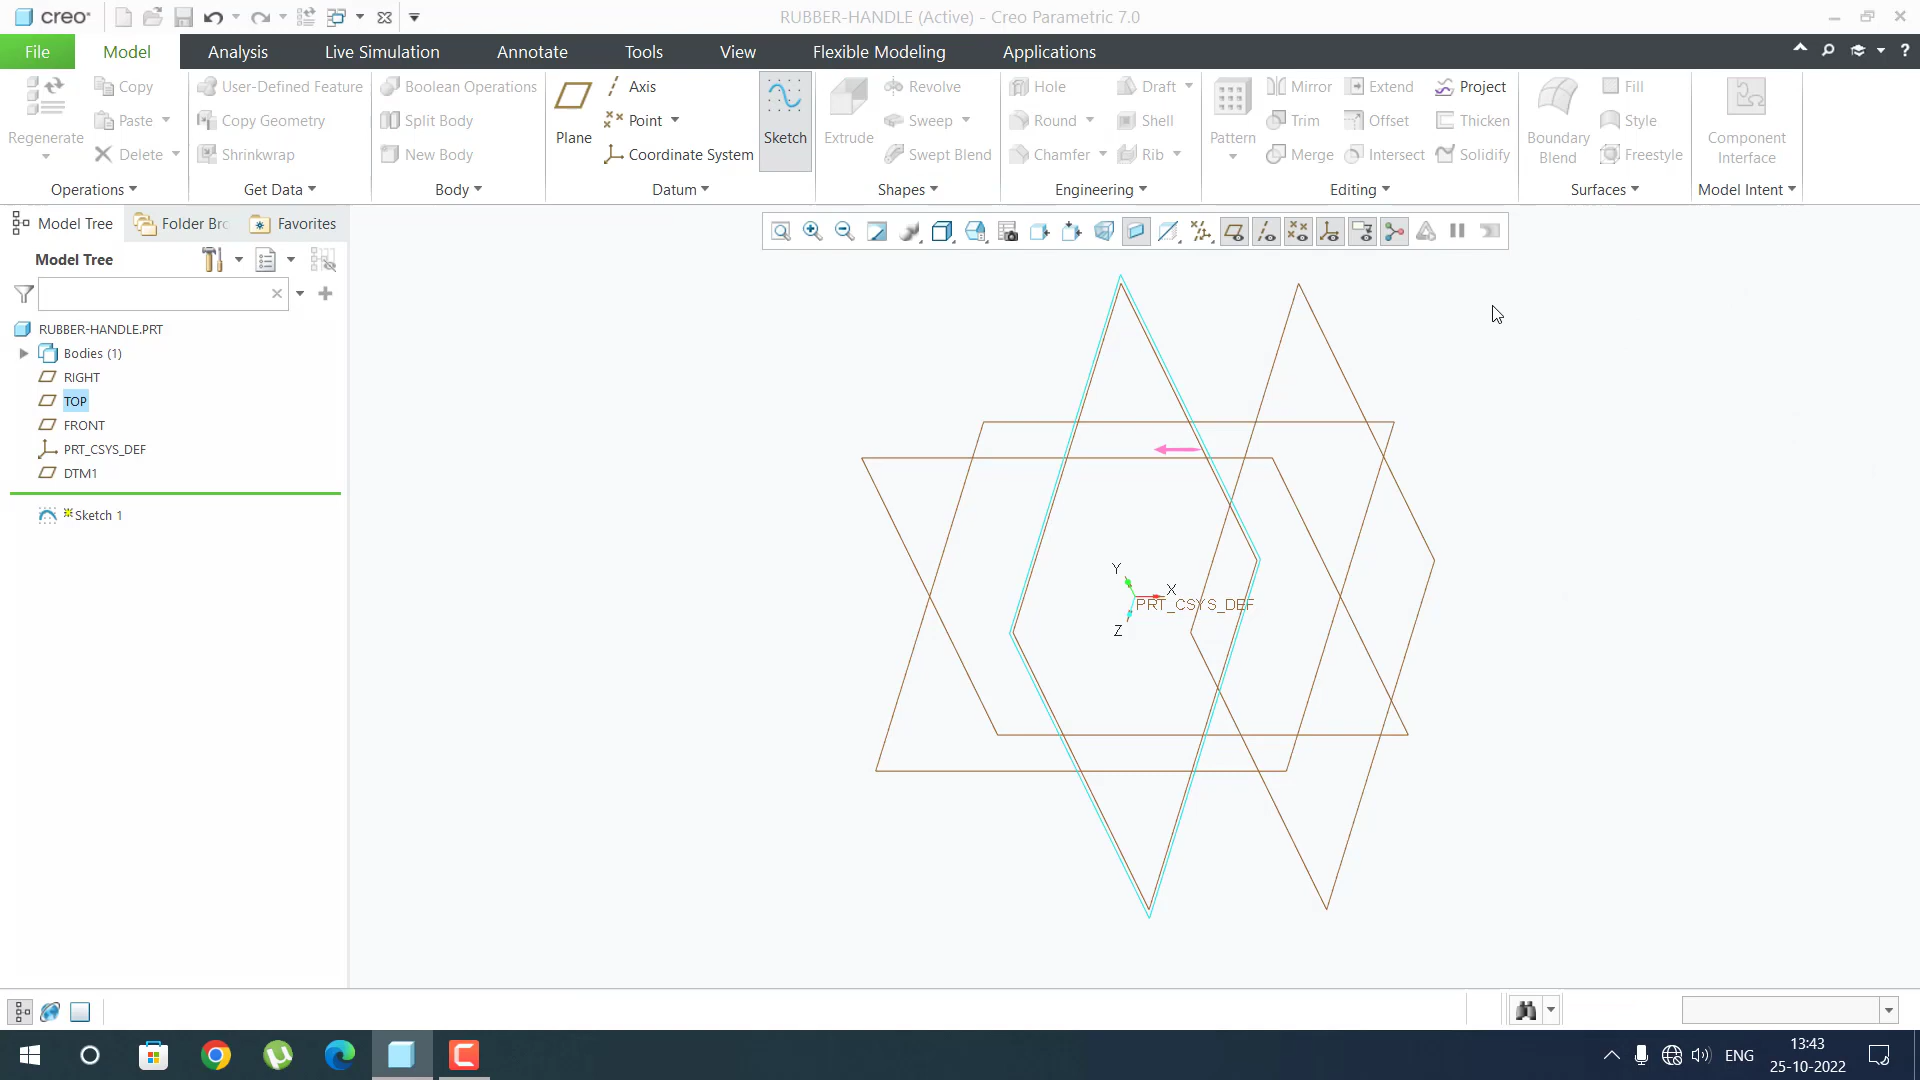 creo
RUBBER-HANDLE (Active) - Creo Parametric 7.0
File Model Analysis Live Simulation Annotate Tools View Flexible Modeling Applications
Regenerate
Copy
Paste
Delete
Operations
User-Defined Feature
Copy Geometry
Shrinkwrap
Get Data
Boolean Operations
Split Body
New Body
Body
Plane
Axis
Point
Coordinate System
Sketch
Datum
Extrude
Revolve
Sweep
Swept Blend
Shapes
Hole
Round
Chamfer
Draft
Shell
Rib
Engineering
Pattern
Mirror
Trim
Merge
Extend
Offset
Intersect
Project
Thicken
Solidify
Editing
Boundary
Blend
Fill
Style
Freestyle
Surfaces
Component
Interface
Model Intent
Model Tree Folder Brc Favorites
Model Tree
RUBBER-HANDLE.PRT
Bodies (1)
RIGHT
TOP
FRONT
PRT_CSYS_DEF
DTM1
Sketch 1
Y
X
PRT_CSYS_DEF
Z
ENG
13:43
25-10-2022